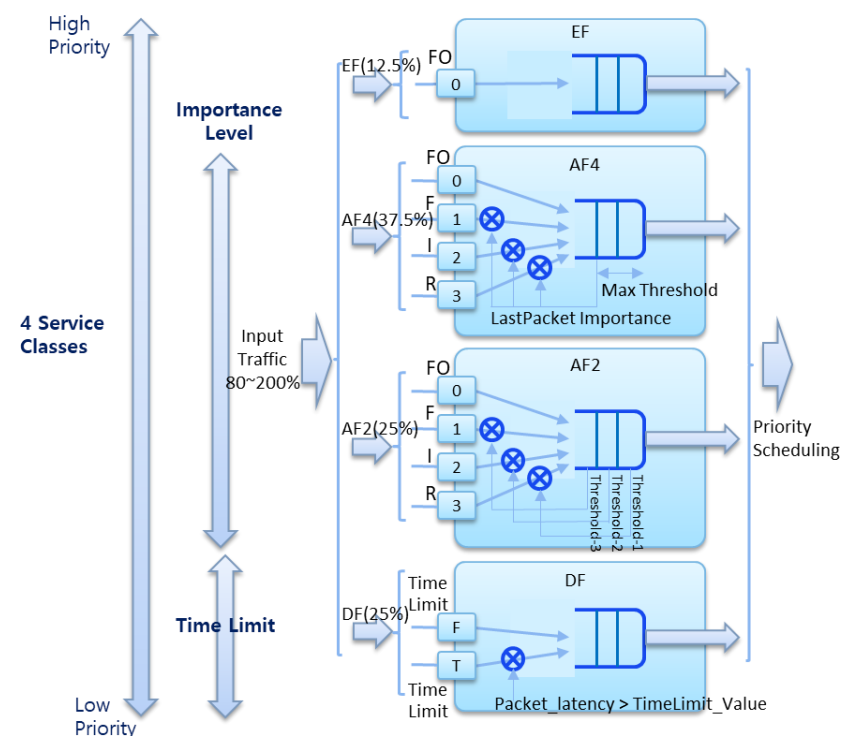 High
Priority
Importance
Level
4 Service
Classes
Time Limit
Low
Priority
Input
Traffic
80~200%
EF(12.5%)
FO
0
EF
AF4(37.5%)
FO
0
F
1
I
2
R
3
AF4
Max Threshold
LastPacket Importance
AF2(25%)
FO
0
F
1
I
2
R
3
AF2
Threshold-3
Threshold-2
Threshold-1
DF(25%)
Time
Limit
F
T
Time
Limit
DF
Packet_latency > TimeLimit_Value
Priority
Scheduling